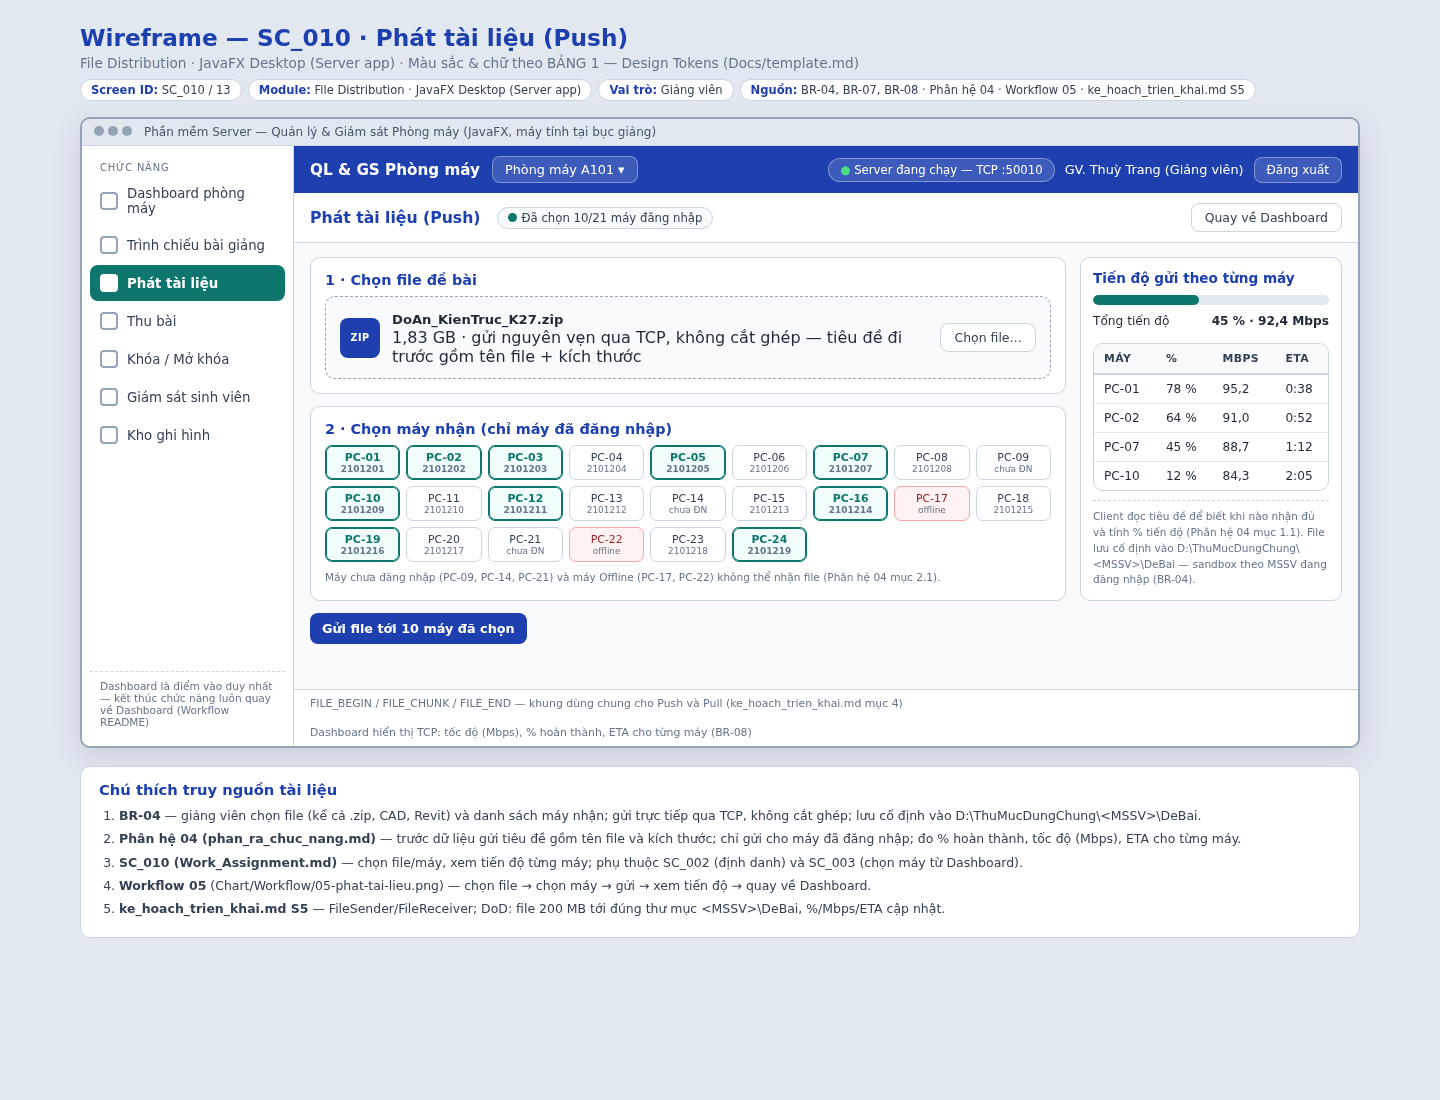 Wireframe — SC_010 · Phát tài liệu (Push)
File Distribution · JavaFX Desktop (Server app) · Màu sắc & chữ theo BẢNG 1 — Design Tokens (Docs/template.md)
Screen ID: SC_010 / 13
Module: File Distribution · JavaFX Desktop (Server app)
Vai trò: Giảng viên
Nguồn: BR-04, BR-07, BR-08 · Phân hệ 04 · Workflow 05 · ke_hoach_trien_khai.md S5
Phần mềm Server — Quản lý & Giám sát Phòng máy (JavaFX, máy tính tại bục giảng)
CHỨC NĂNG
Dashboard phòng
máy
Trình chiếu bài giảng
Phát tài liệu
Thu bài
Khóa / Mở khóa
Giám sát sinh viên
Kho ghi hình
Dashboard là điểm vào duy nhất
— kết thúc chức năng luôn quay
về Dashboard (Workflow
README)
QL & GS Phòng máy
Phòng máy A101 ▾
Server đang chạy — TCP :50010
GV. Thuỳ Trang (Giảng viên)
Đăng xuất
Phát tài liệu (Push)
Đã chọn 10/21 máy đăng nhập
Quay về Dashboard
1 · Chọn file đề bài
ZIP
DoAn_KienTruc_K27.zip
1,83 GB · gửi nguyên vẹn qua TCP, không cắt ghép — tiêu đề đi
trước gồm tên file + kích thước
Chọn file…
2 · Chọn máy nhận (chỉ máy đã đăng nhập)
PC-01 PC-02 PC-03 PC-04 PC-05 PC-06 PC-07 PC-08 PC-09
2101201 2101202 2101203 2101204 2101205 2101206 2101207 2101208 chưa ĐN
PC-10 PC-11 PC-12 PC-13 PC-14 PC-15 PC-16 PC-17 PC-18
2101209 2101210 2101211 2101212 chưa ĐN 2101213 2101214 offline 2101215
PC-19 PC-20 PC-21 PC-22 PC-23 PC-24
2101216 2101217 chưa ĐN offline 2101218 2101219
Máy chưa đăng nhập (PC-09, PC-14, PC-21) và máy Offline (PC-17, PC-22) không thể nhận file (Phân hệ 04 mục 2.1).
Gửi file tới 10 máy đã chọn
Tiến độ gửi theo từng máy
Tổng tiến độ 45 % · 92,4 Mbps
MÁY % MBPS ETA
PC-01 78 % 95,2 0:38
PC-02 64 % 91,0 0:52
PC-07 45 % 88,7 1:12
PC-10 12 % 84,3 2:05
Client đọc tiêu đề để biết khi nào nhận đủ
và tính % tiến độ (Phân hệ 04 mục 1.1). File
lưu cố định vào D:\ThuMucDungChung\
<MSSV>\DeBai — sandbox theo MSSV đang
đăng nhập (BR-04).
FILE_BEGIN / FILE_CHUNK / FILE_END — khung dùng chung cho Push và Pull (ke_hoach_trien_khai.md mục 4)
Dashboard hiển thị TCP: tốc độ (Mbps), % hoàn thành, ETA cho từng máy (BR-08)
Chú thích truy nguồn tài liệu
1. BR-04 — giảng viên chọn file (kể cả .zip, CAD, Revit) và danh sách máy nhận; gửi trực tiếp qua TCP, không cắt ghép; lưu cố định vào D:\ThuMucDungChung\<MSSV>\DeBai.
2. Phân hệ 04 (phan_ra_chuc_nang.md) — trước dữ liệu gửi tiêu đề gồm tên file và kích thước; chỉ gửi cho máy đã đăng nhập; đo % hoàn thành, tốc độ (Mbps), ETA cho từng máy.
3. SC_010 (Work_Assignment.md) — chọn file/máy, xem tiến độ từng máy; phụ thuộc SC_002 (định danh) và SC_003 (chọn máy từ Dashboard).
4. Workflow 05 (Chart/Workflow/05-phat-tai-lieu.png) — chọn file → chọn máy → gửi → xem tiến độ → quay về Dashboard.
5. ke_hoach_trien_khai.md S5 — FileSender/FileReceiver; DoD: file 200 MB tới đúng thư mục <MSSV>\DeBai, %/Mbps/ETA cập nhật.